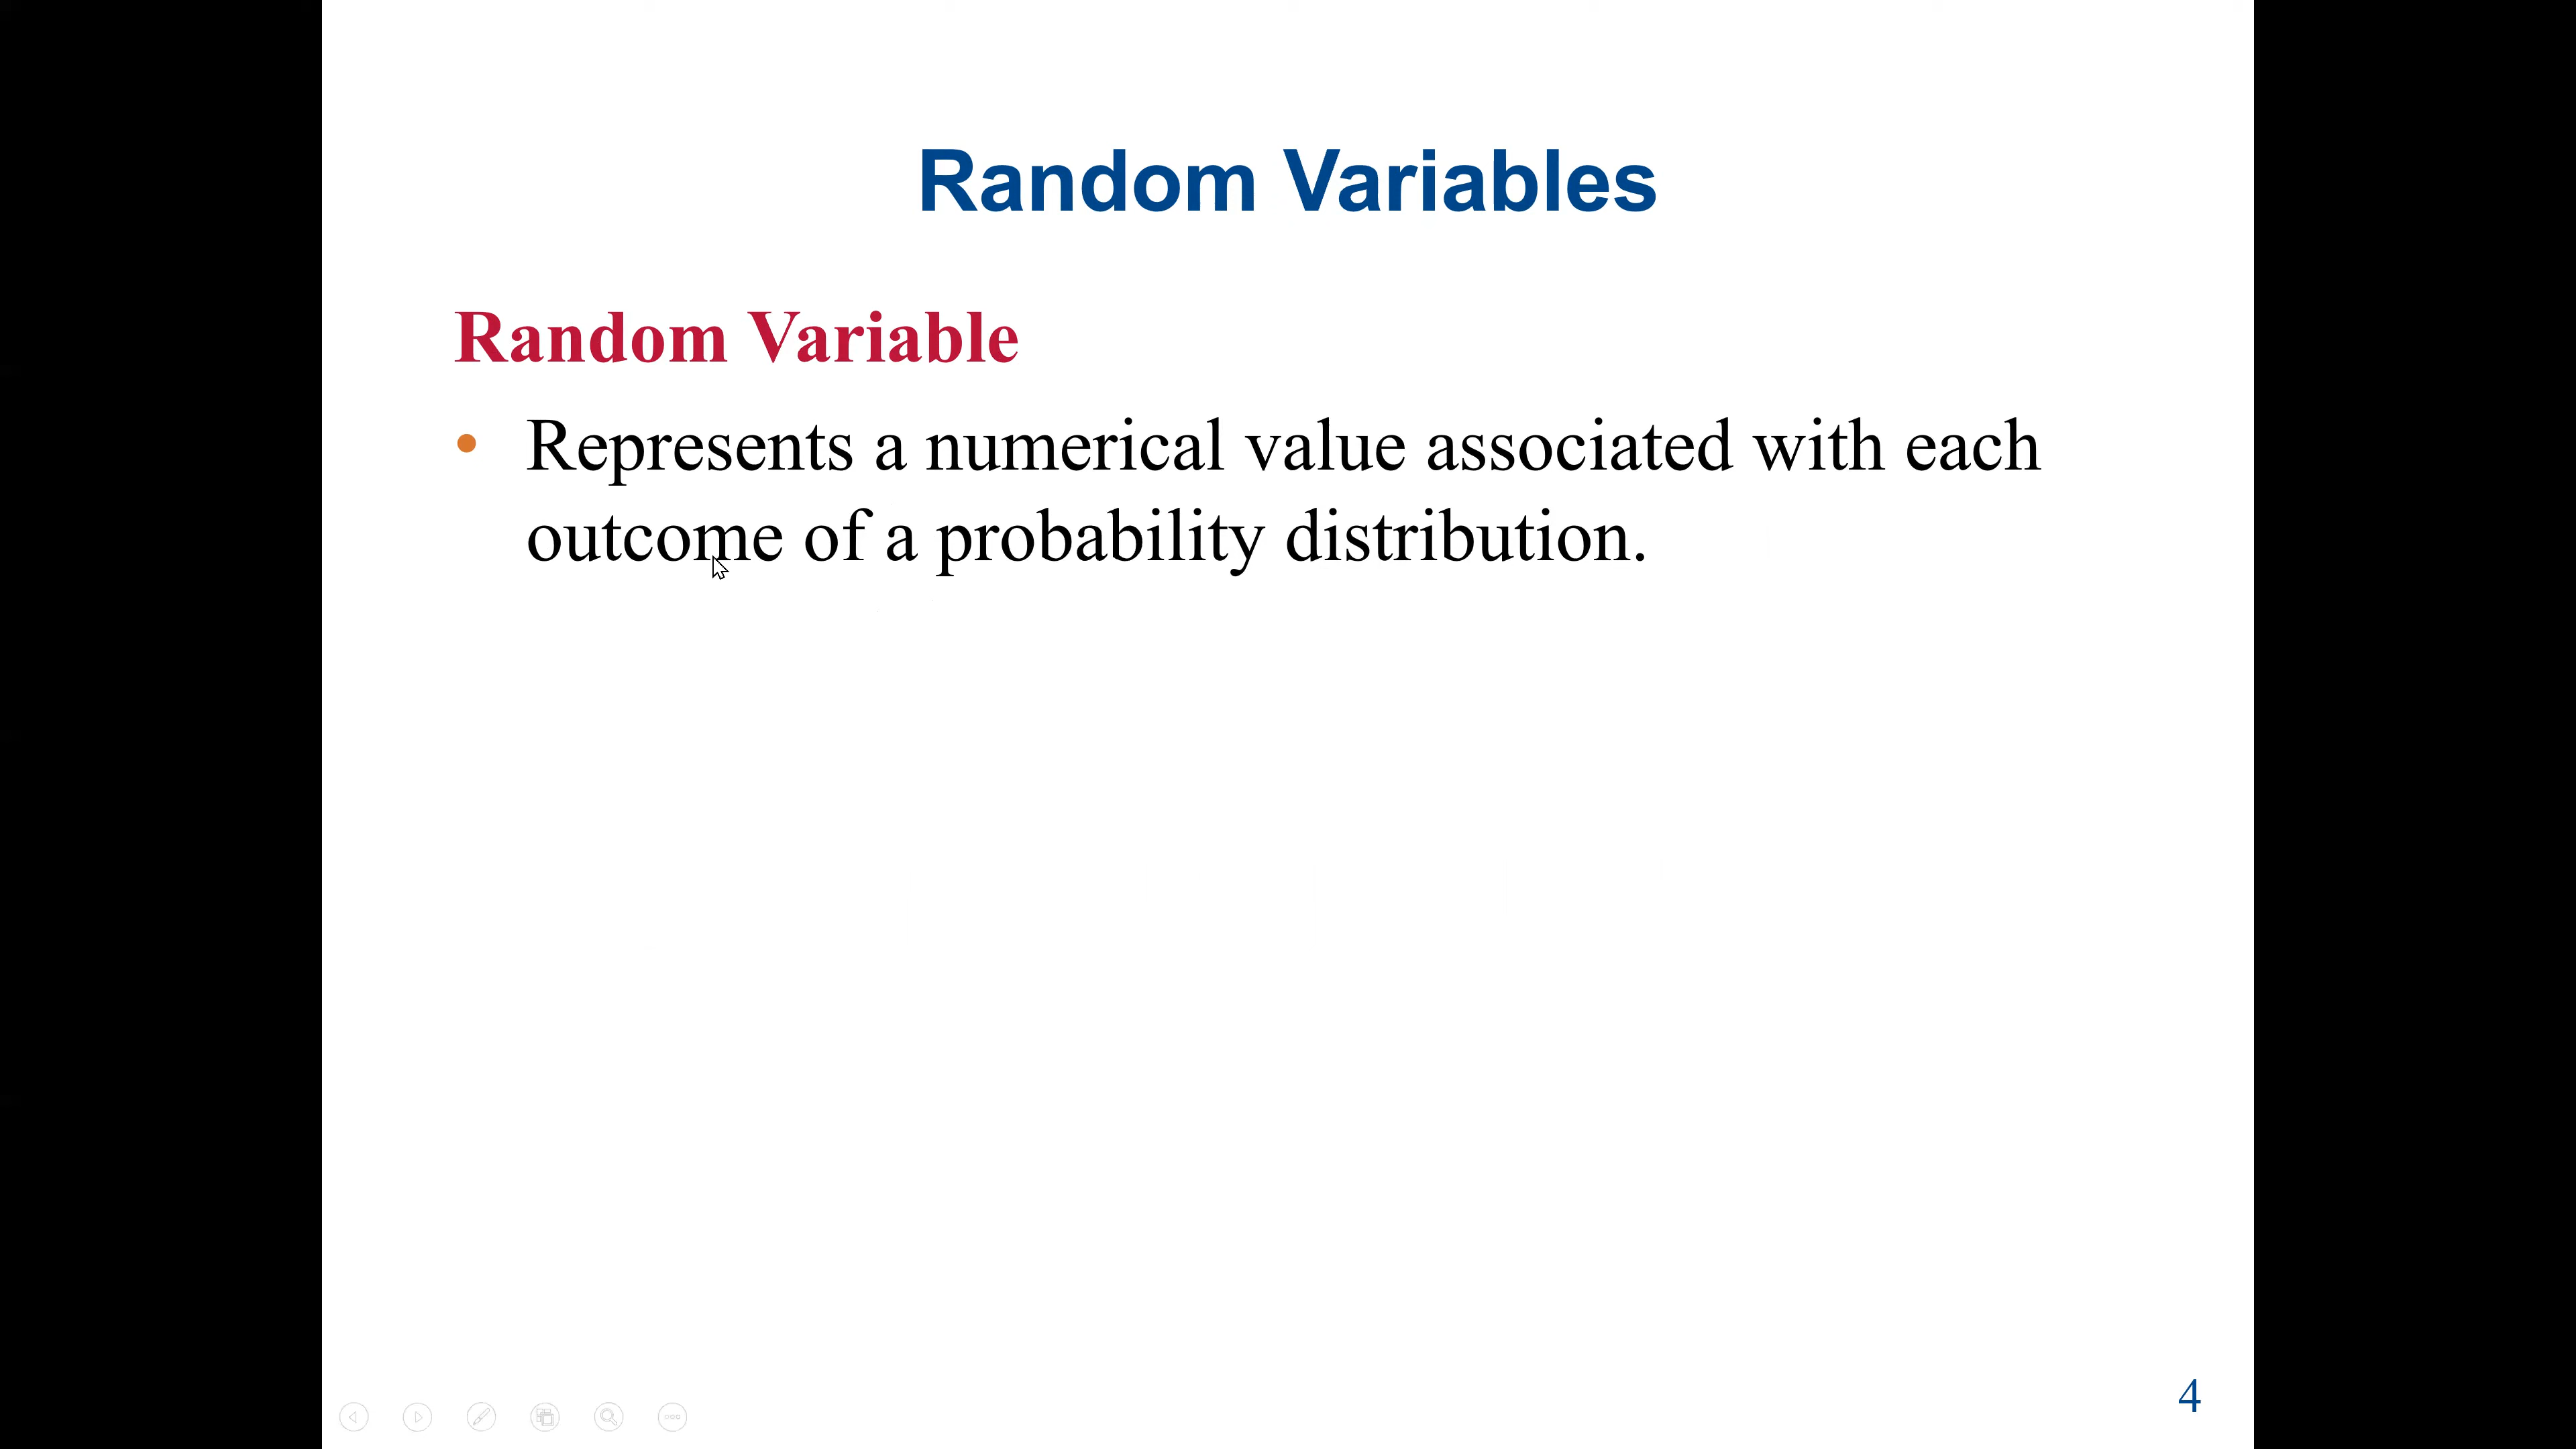 Random Variables
Random Variable
• Represents a numerical value associated with each
outcome of a probability distribution.
4